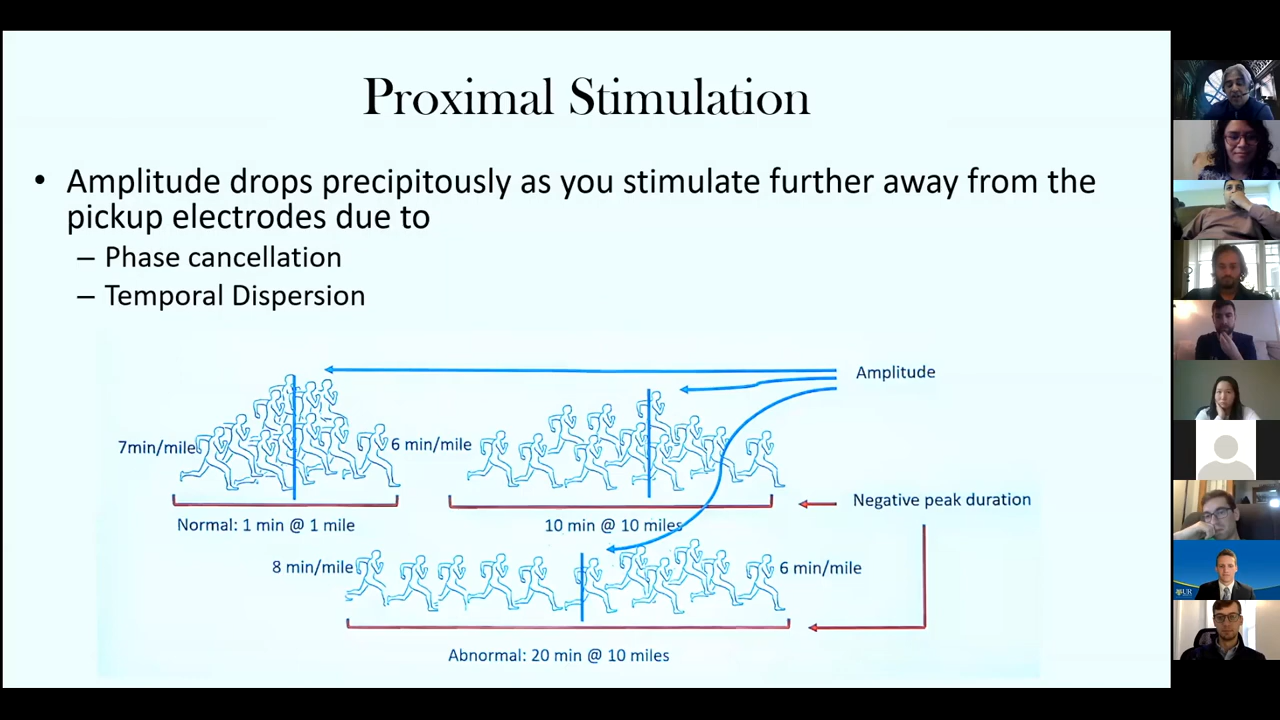 Proximal Stimulation
• Amplitude drops precipitously as you stimulate further away from the
pickup electrodes due to
– Phase cancellation
– Temporal Dispersion
Amplitude
7min/mile
6 min/mile
Negative peak duration
Normal: 1 min @ 1 mile
10 min @ 10 miles
8 min/mile
6 min/mile
Abnormal: 20 min @ 10 miles
UR